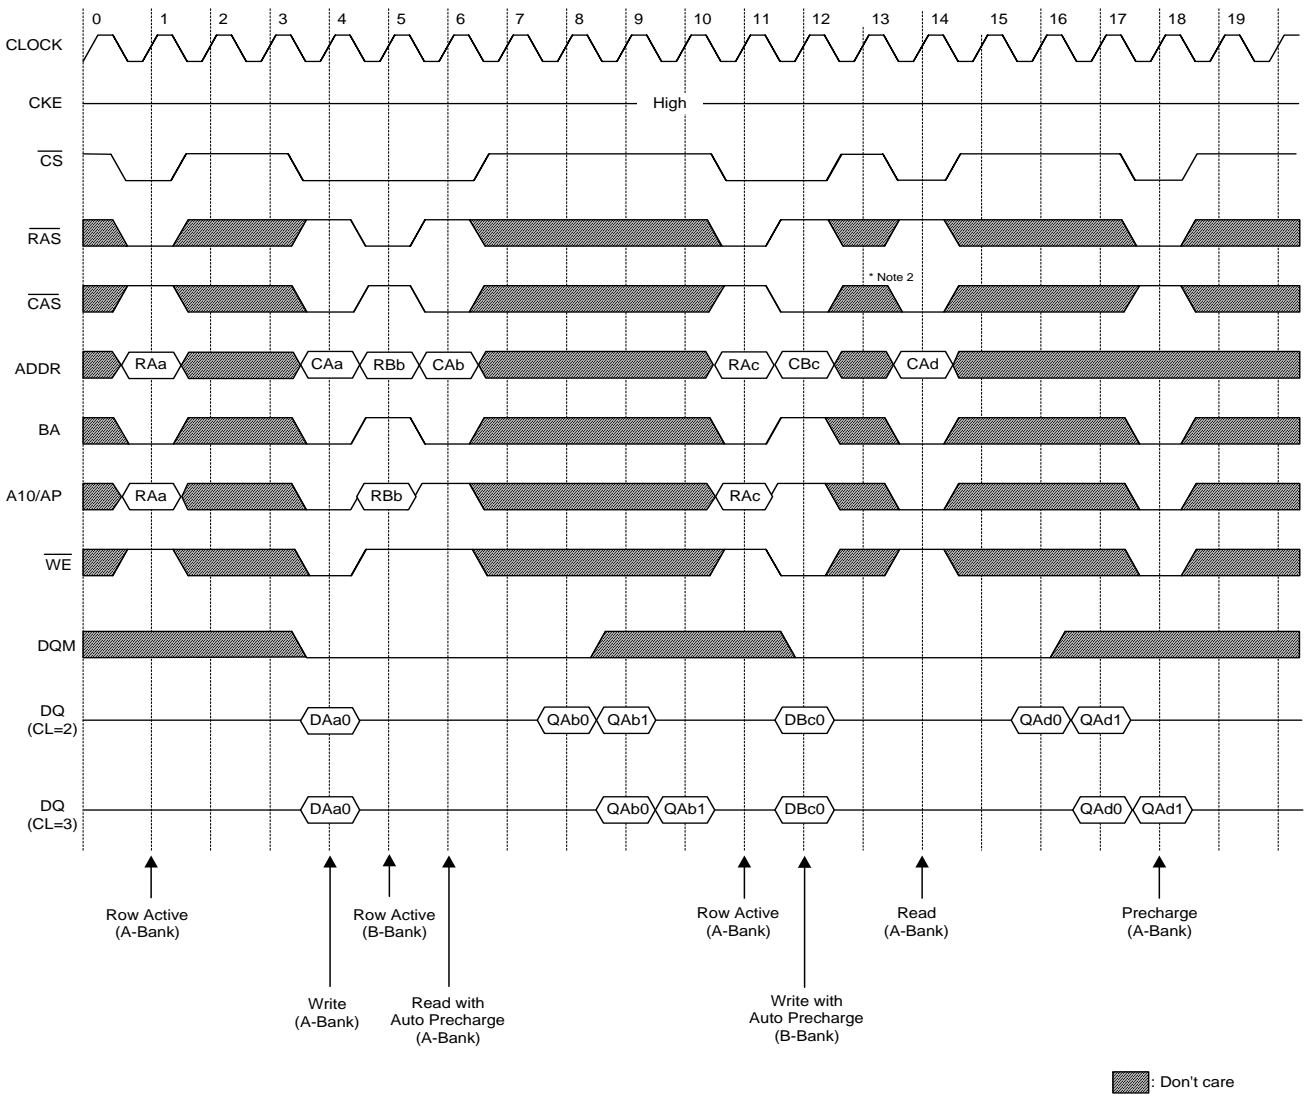 0 1 2 3 4 5 6 7 8 9 10 11 12 13 14 15 16 17 18 19
CLOCK
CKE High
CS
RAS
* Note 2
CAS
ADDR RAa CAa RBb CAb RAc CBc CAd
BA
A10/AP RAa RBb RAc
WE
DQM
DQ
(CL=2) DAa0 QAb0 QAb1 DBc0 QAd0 QAd1
DQ
(CL=3) DAa0 QAb0 QAb1 DBc0 QAd0 QAd1
Row Active
(A-Bank)
Row Active
(B-Bank)
Row Active
(A-Bank)
Read
(A-Bank)
Precharge
(A-Bank)
Write
(A-Bank)
Read with
Auto Precharge
(A-Bank)
Write with
Auto Precharge
(B-Bank)
: Don't care